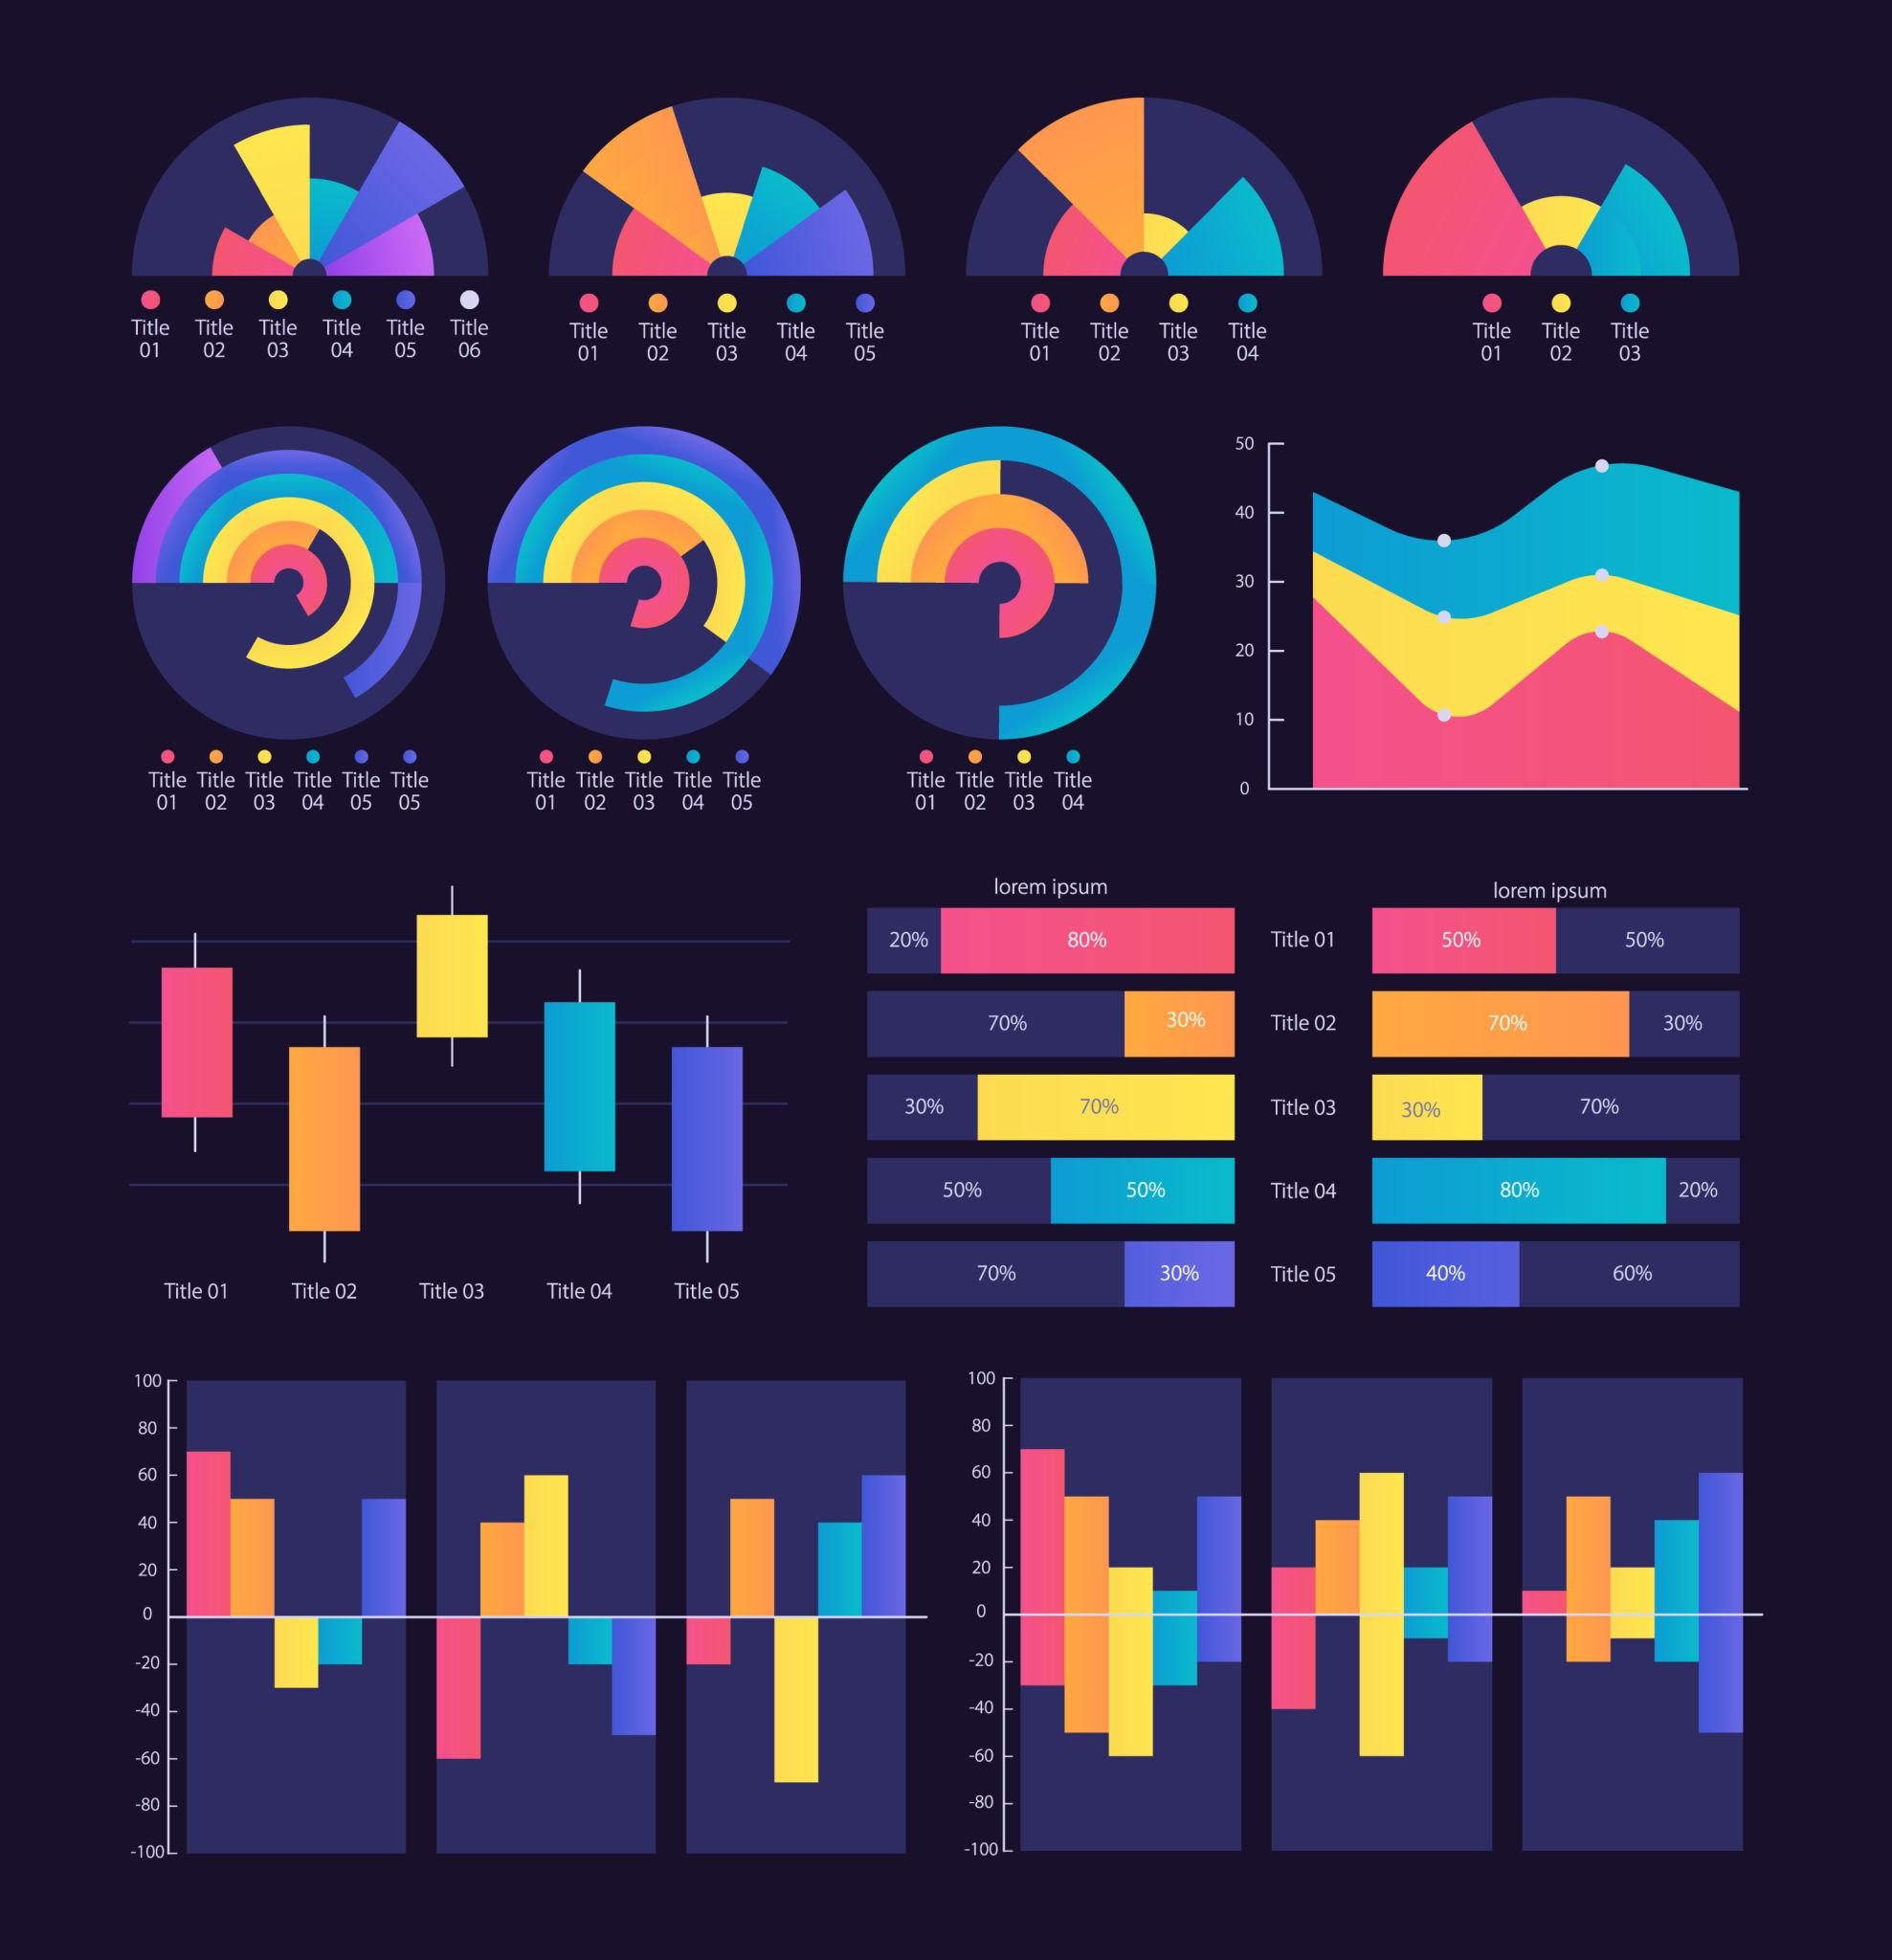 Title Title Title Title Title Title
01 02 03 04 05 06
Title Title Title Title Title
01 02 03 04 05
Title Title Title Title
01 02 03 04
Title Title Title
01 02 03
Title Title Title Title Title Title
01 02 03 04 05 05
Title Title Title Title Title
01 02 03 04 05
Title Title Title Title
01 02 03 04
50
40
30
20
10
0
Title 01 Title 02 Title 03 Title 04 Title 05
lorem ipsum lorem ipsum
20% 80% Title 01 50% 50%
70% 30% Title 02 70% 30%
30% 70% Title 03 30% 70%
50% 50% Title 04 80% 20%
70% 30% Title 05 40% 60%
100
80
60
40
20
0
-20
-40
-60
-80
-100
100
80
60
40
20
0
-20
-40
-60
-80
-100